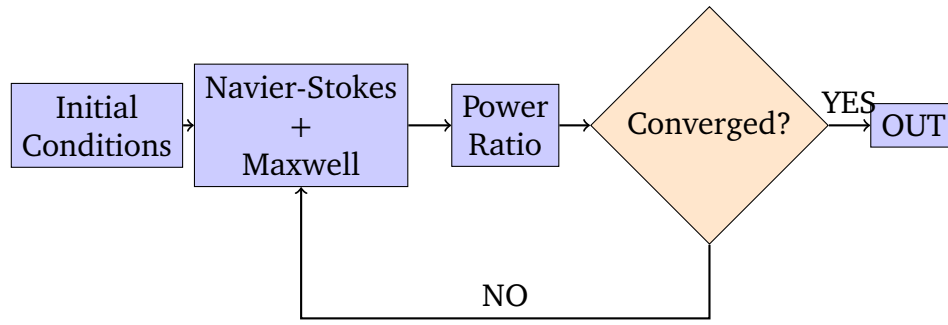 Initial
Conditions
Navier-Stokes
+
Maxwell
Power
Ratio
Converged?
YES
OUT
NO